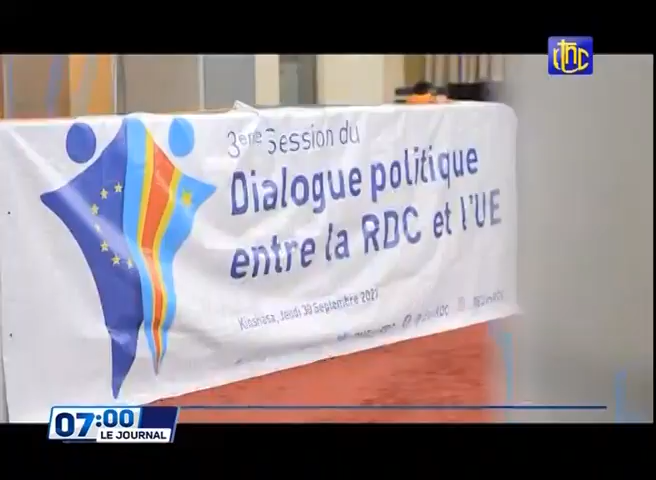 rtnc
3ème Session du
Dialogue politique
entre la RDC et l'UE
Kinshasa, Jeudi 30 Septembre 2021
07:00
LE JOURNAL